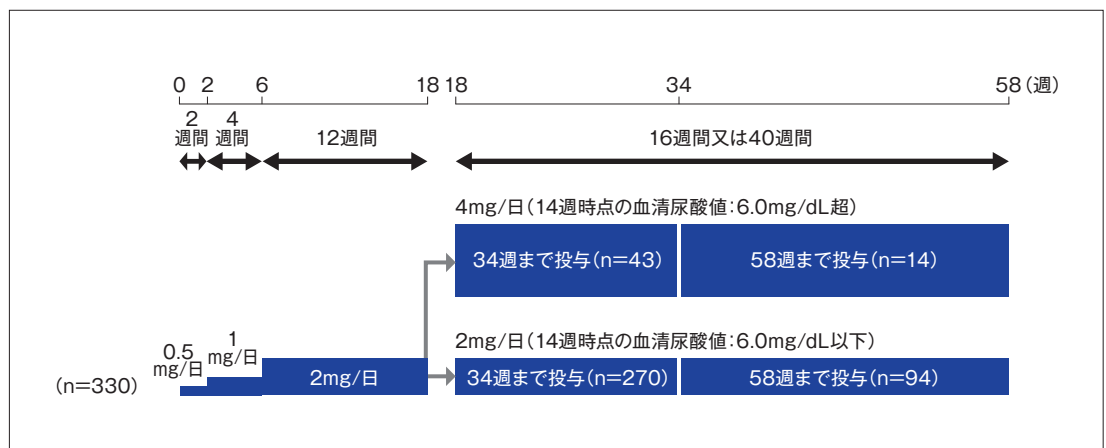 0 2 6 18 18 34 58(週)
2
週間
4
週間
12週間
16週間又は40週間
4mg/日(14週時点の血清尿酸値:6.0mg/dL超)
34週まで投与(n=43)
58週まで投与(n=14)
2mg/日(14週時点の血清尿酸値:6.0mg/dL以下)
(n=330)
0.5
mg/日
1
mg/日
2mg/日
34週まで投与(n=270)
58週まで投与(n=94)